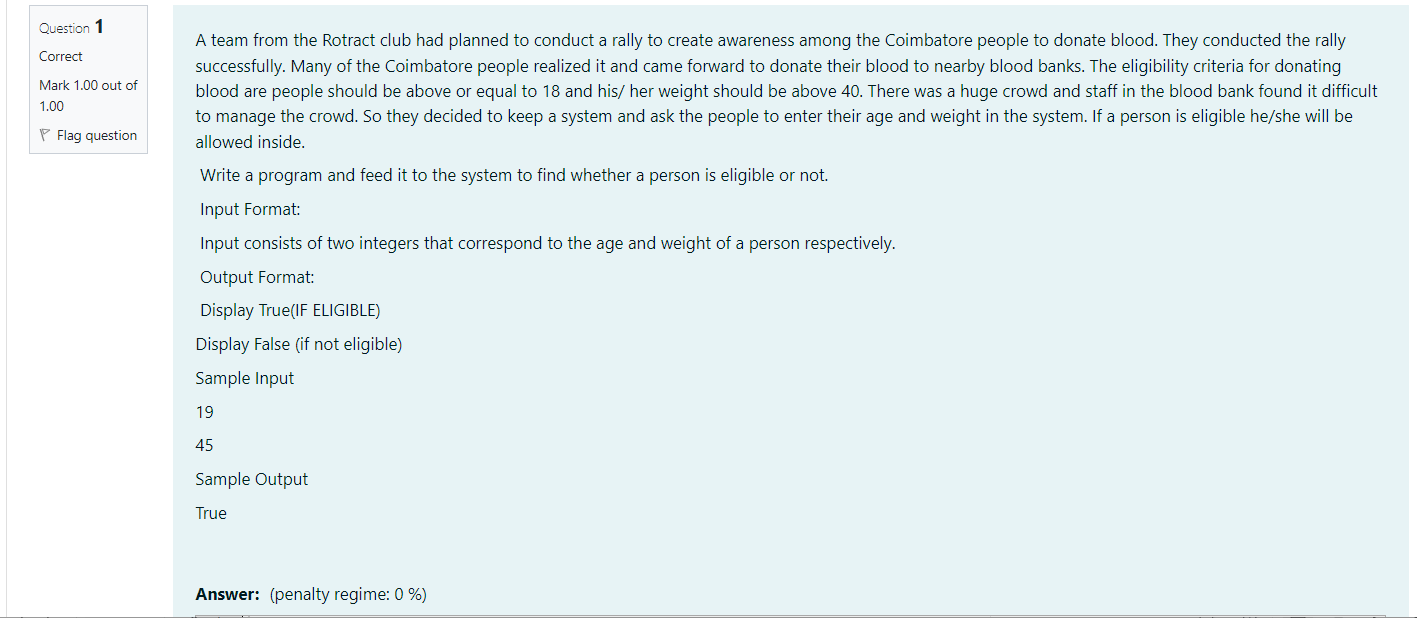 Question 1
Correct
Mark 1.00 out of
1.00
Flag question
A team from the Rotract club had planned to conduct a rally to create awareness among the Coimbatore people to donate blood. They conducted the rally
successfully. Many of the Coimbatore people realized it and came forward to donate their blood to nearby blood banks. The eligibility criteria for donating
blood are people should be above or equal to 18 and his/ her weight should be above 40. There was a huge crowd and staff in the blood bank found it difficult
to manage the crowd. So they decided to keep a system and ask the people to enter their age and weight in the system. If a person is eligible he/she will be
allowed inside.
Write a program and feed it to the system to find whether a person is eligible or not.
Input Format:
Input consists of two integers that correspond to the age and weight of a person respectively.
Output Format:
Display True(IF ELIGIBLE)
Display False (if not eligible)
Sample Input
19
45
Sample Output
True
Answer: (penalty regime: 0 %)